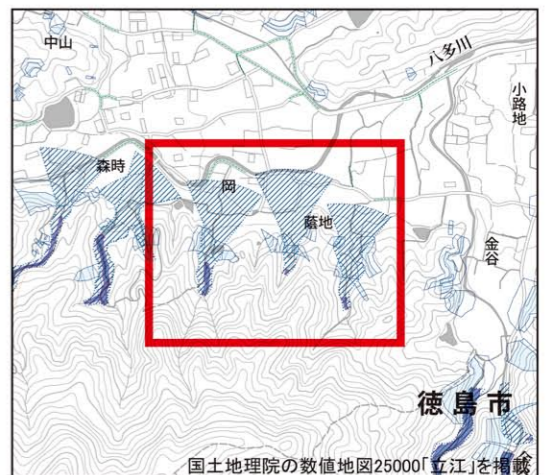 中山
八多川
小路地
森時
岡
蔭地
金谷
徳島市
国土地理院の数値地図25000「立江」を掲載